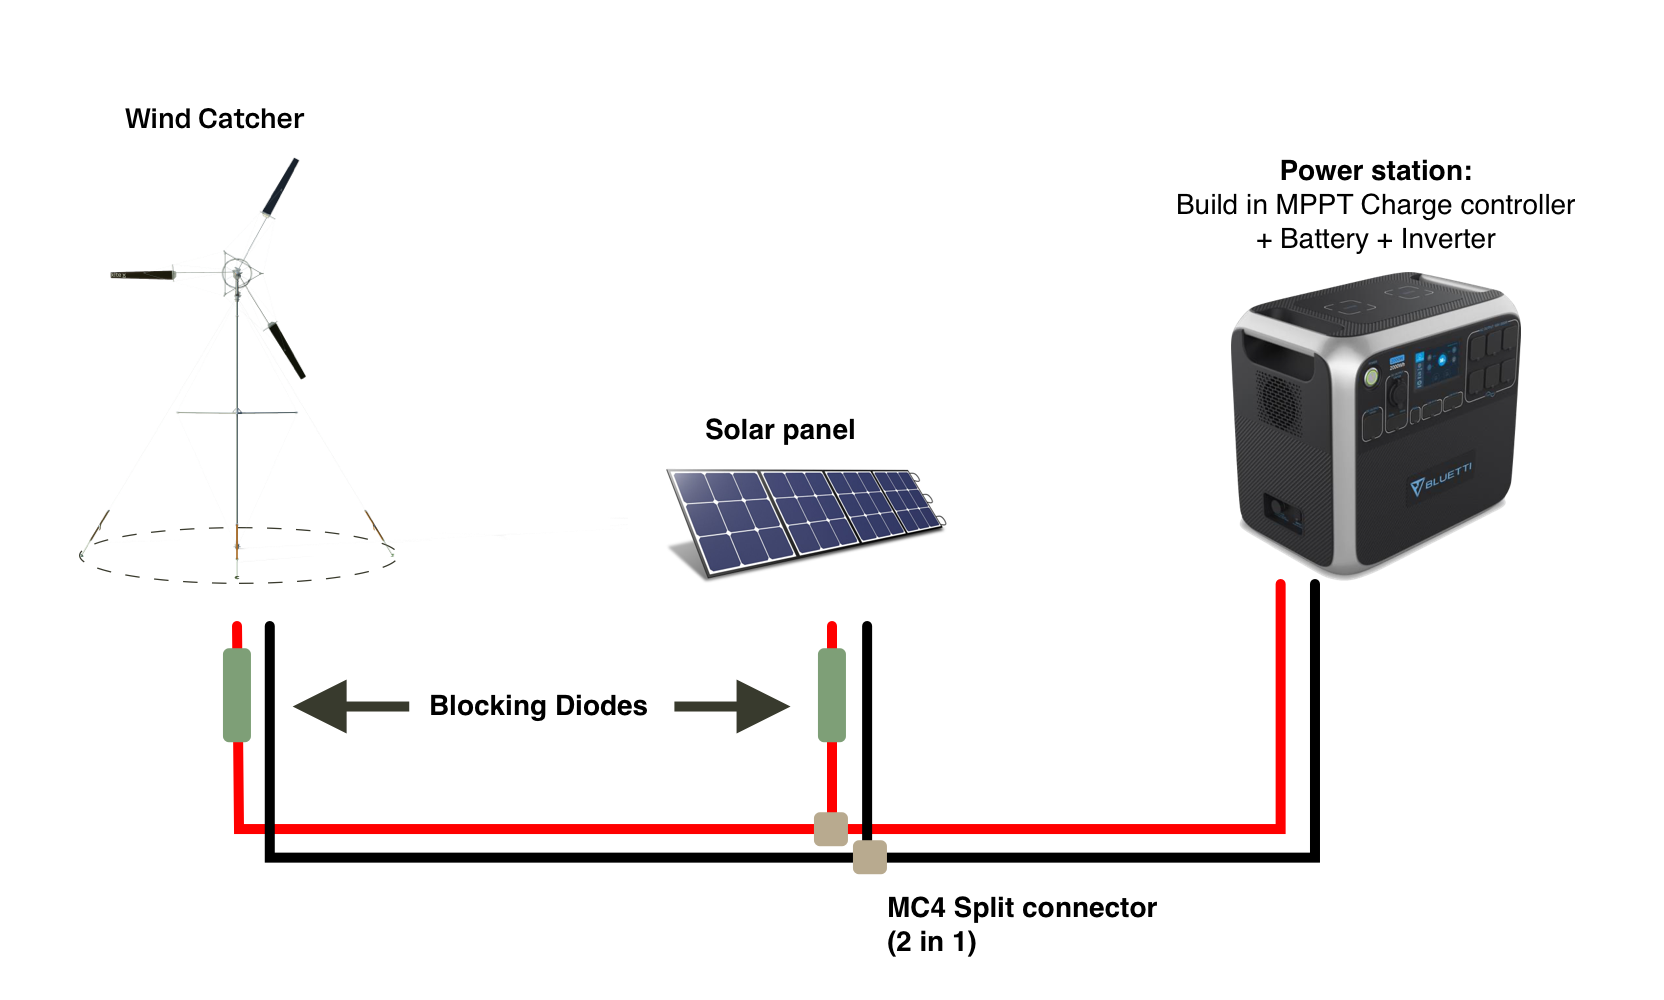 Wind Catcher
Power station:
Build in MPPT Charge controller
+ Battery + Inverter
Solar panel
BLUETTI
Blocking Diodes
MC4 Split connector
(2 in 1)